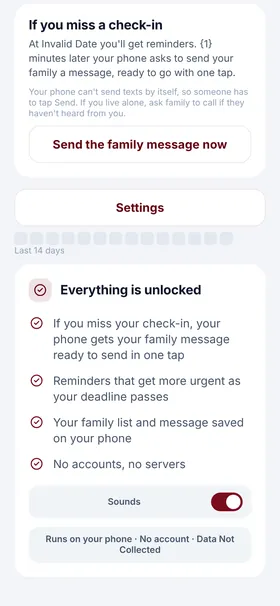 If you miss a check-in
At Invalid Date you'll get reminders. {1}
minutes later your phone asks to send your
family a message, ready to go with one tap.
Your phone can't send texts by itself, so someone has
to tap Send. If you live alone, ask family to call if they
haven't heard from you.
Send the family message now
Settings
Last 14 days
Everything is unlocked
If you miss your check-in, your
phone gets your family message
ready to send in one tap
Reminders that get more urgent as
your deadline passes
Your family list and message saved
on your phone
No accounts, no servers
Sounds
Runs on your phone · No account · Data Not
Collected